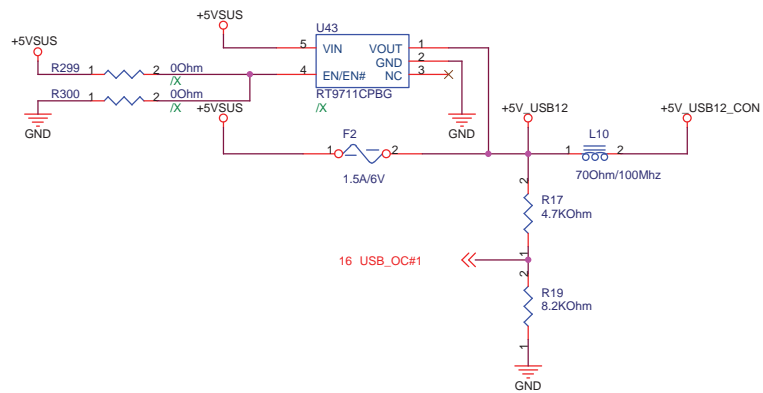 U43
+5VSUS
+5VSUS
5 VIN VOUT 1
GND 2
4 EN/EN# NC 3
R299 1 2 0Ohm
/X
R300 1 2 0Ohm
/X
RT9711CPBG
/X
GND
GND
+5VSUS
+5V_USB12
+5V_USB12_CON
F2
1 2
1.5A/6V
L10
1 2
70Ohm/100Mhz
2
R17
4.7KOhm
1
16 USB_OC#1
2
R19
8.2KOhm
1
GND